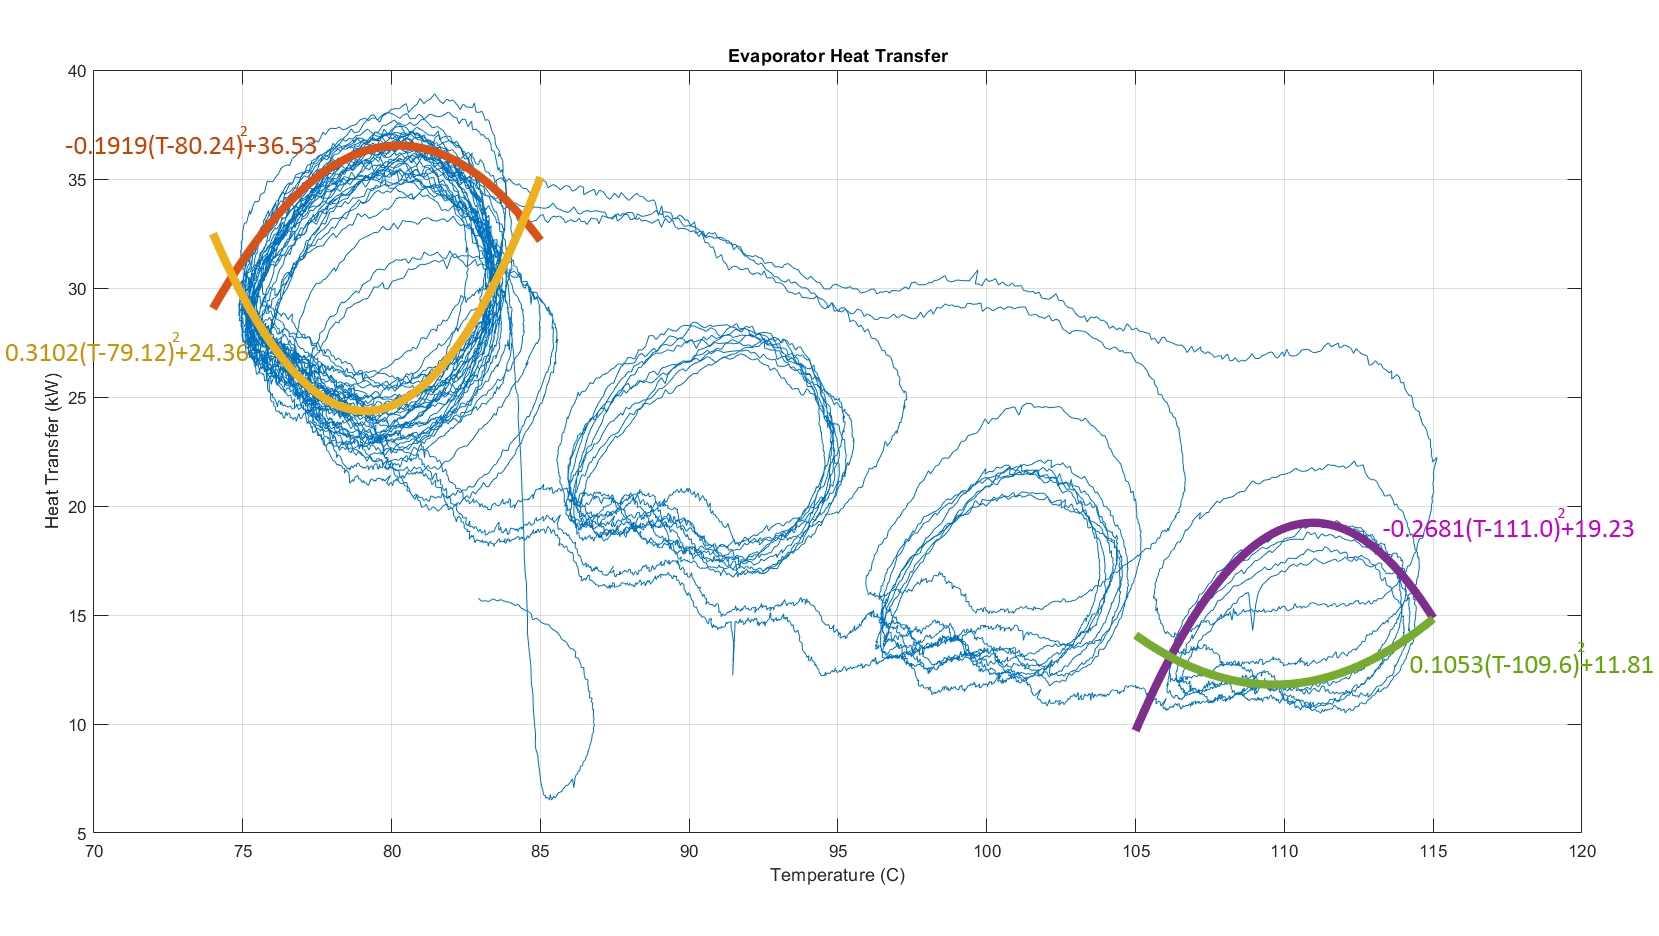 Evaporator Heat Transfer
-0.1919(T-80.24)²+36.53
0.3102(T-79.12)²+24.36
-0.2681(T-111.0)²+19.23
0.1053(T-109.6)²+11.81
Heat Transfer (kW)
40
35
30
25
20
15
10
5
70 75 80 85 90 95 100 105 110 115 120
Temperature (C)